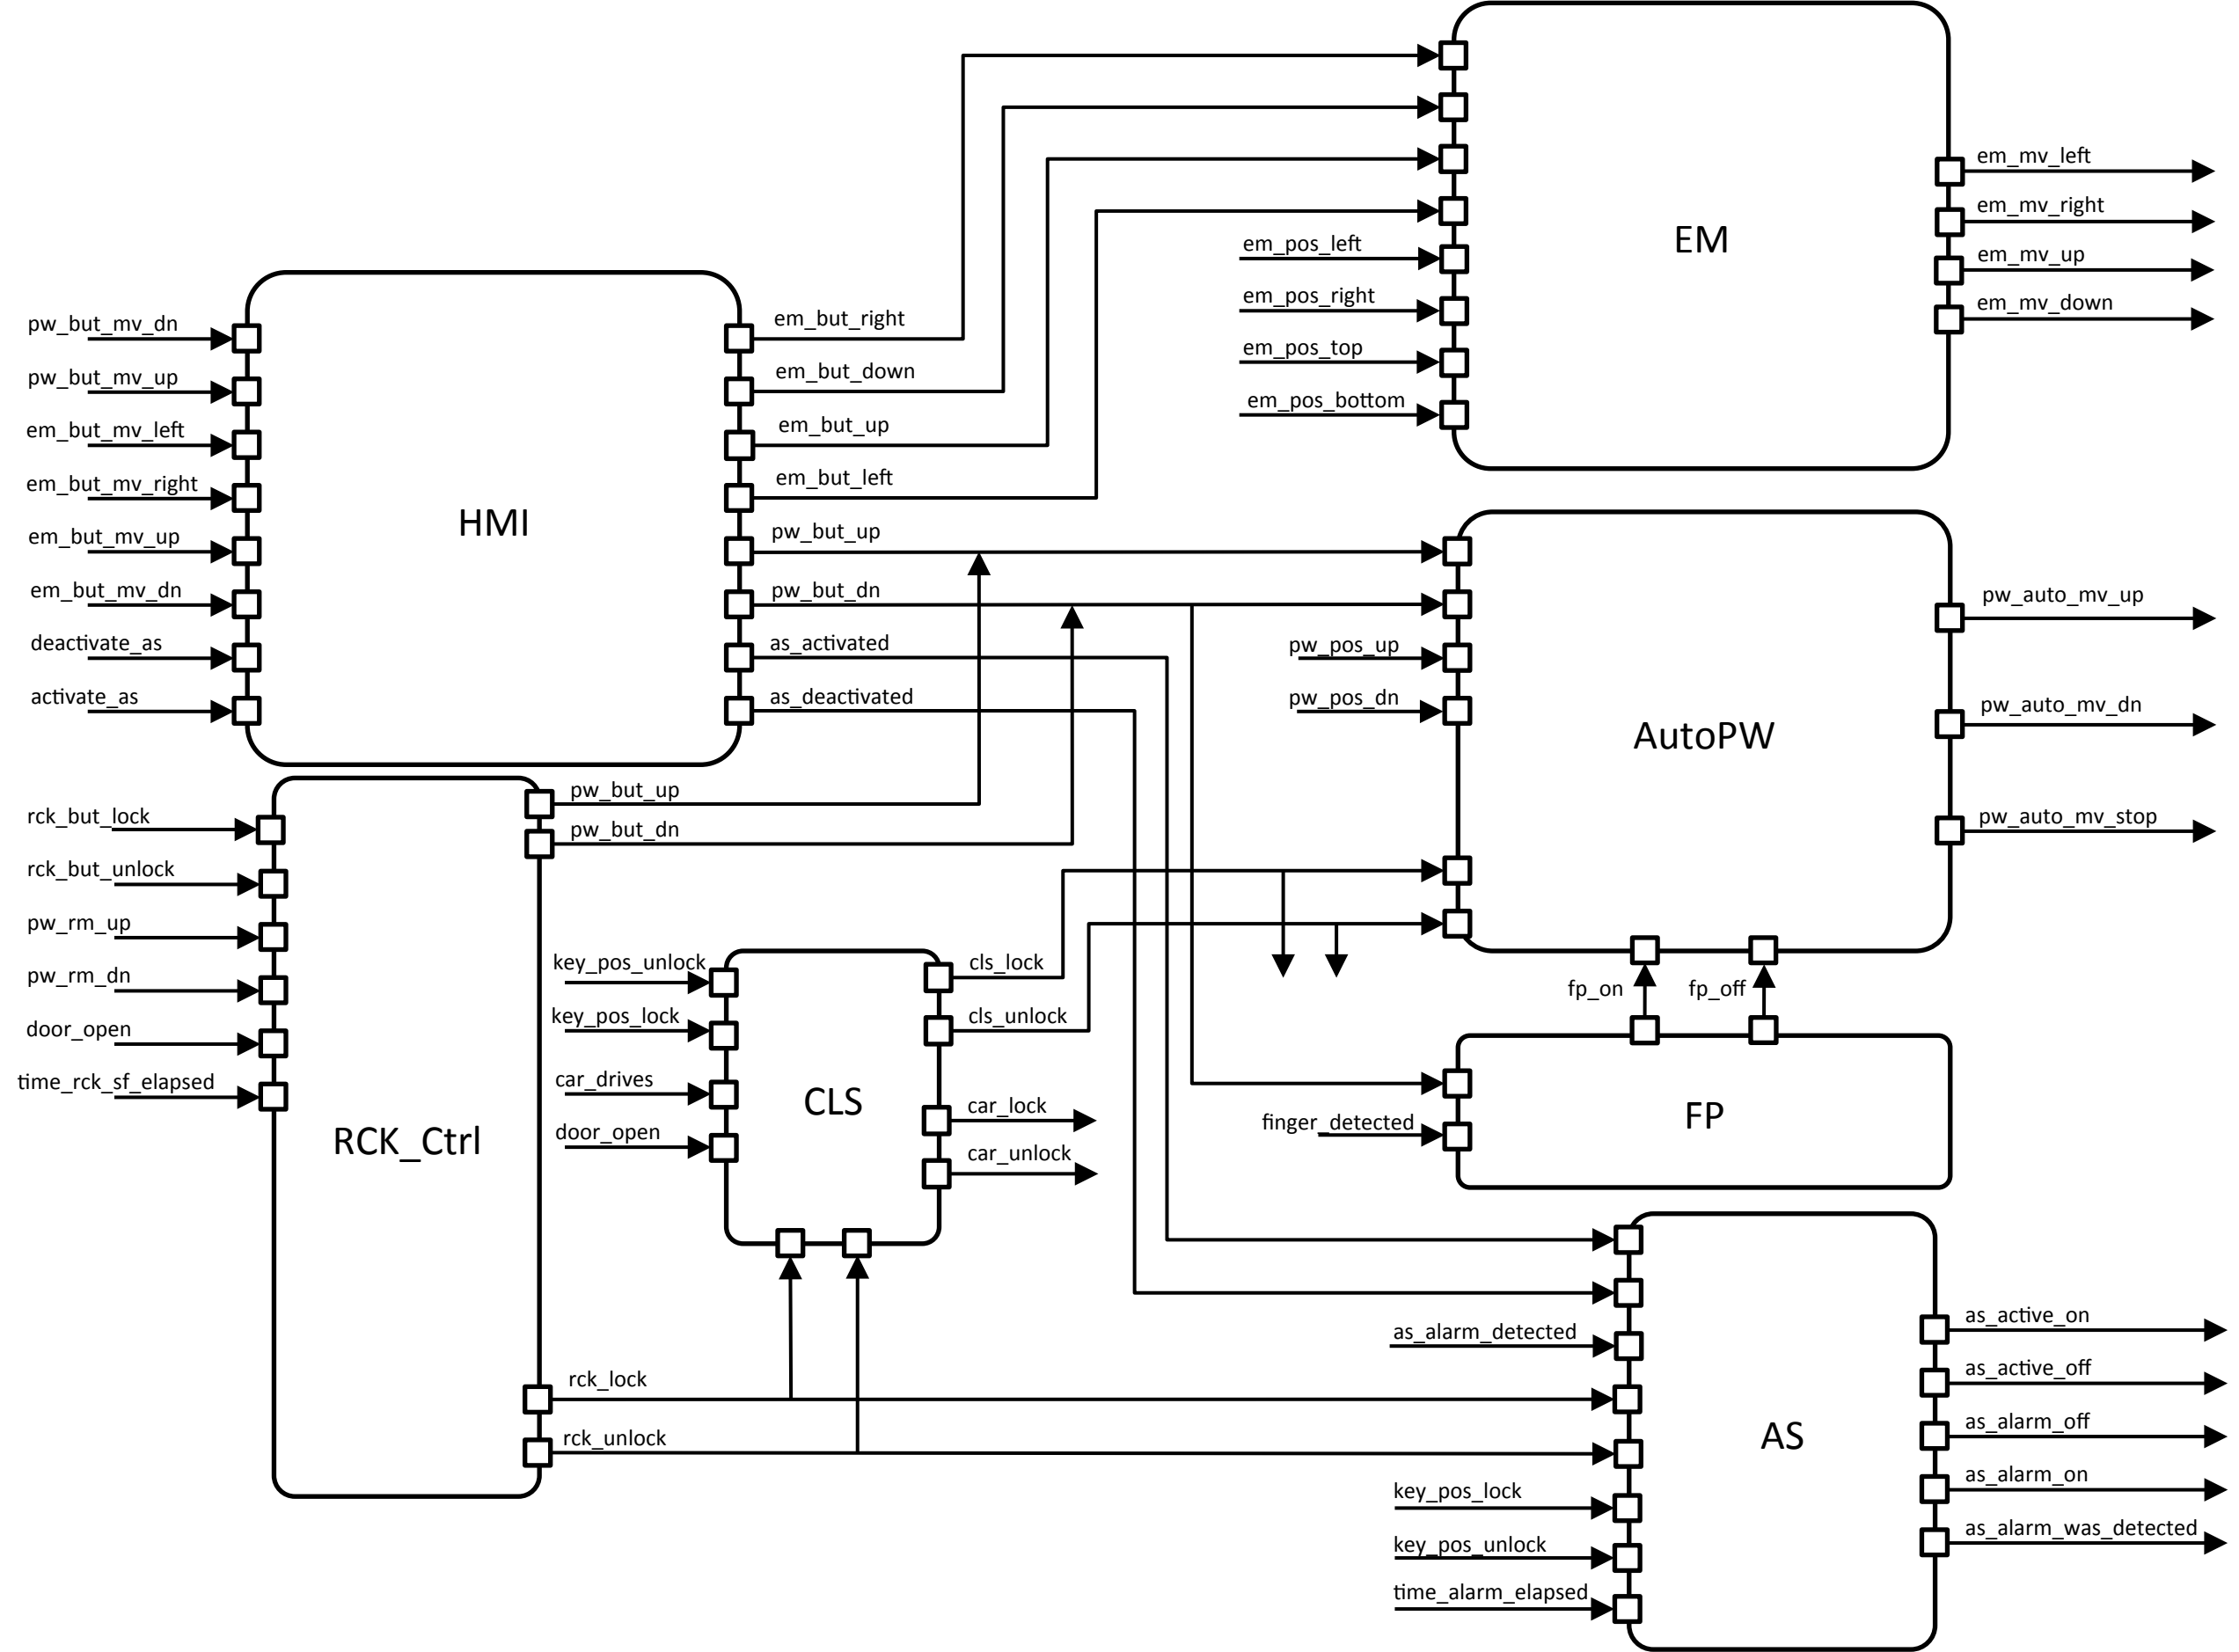 em_mv_left
em_mv_right
em_mv_up
em_mv_down
EM
em_pos_left
em_pos_right
em_pos_top
em_pos_bottom
pw_but_mv_dn
pw_but_mv_up
em_but_mv_left
em_but_mv_right
em_but_mv_up
em_but_mv_dn
deactivate_as
activate_as
HMI
em_but_right
em_but_down
em_but_up
em_but_left
pw_but_up
pw_but_dn
as_activated
as_deactivated
pw_pos_up
pw_pos_dn
AutoPW
pw_auto_mv_up
pw_auto_mv_dn
pw_auto_mv_stop
rck_but_lock
rck_but_unlock
pw_rm_up
pw_rm_dn
door_open
time_rck_sf_elapsed
RCK_Ctrl
pw_but_up
pw_but_dn
key_pos_unlock
key_pos_lock
car_drives
door_open
CLS
cls_lock
cls_unlock
car_lock
car_unlock
fp_on
fp_off
finger_detected
FP
rck_lock
rck_unlock
as_alarm_detected
key_pos_lock
key_pos_unlock
time_alarm_elapsed
AS
as_active_on
as_active_off
as_alarm_off
as_alarm_on
as_alarm_was_detected